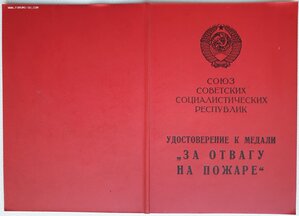 СОЮЗ
СОВЕТСКИХ
СОЦИАЛИСТИЧЕСКИХ
РЕСПУБЛИК
УДОСТОВЕРЕНИЕ К МЕДАЛИ
„ЗА ОТВАГУ
НА ПОЖАРЕ“